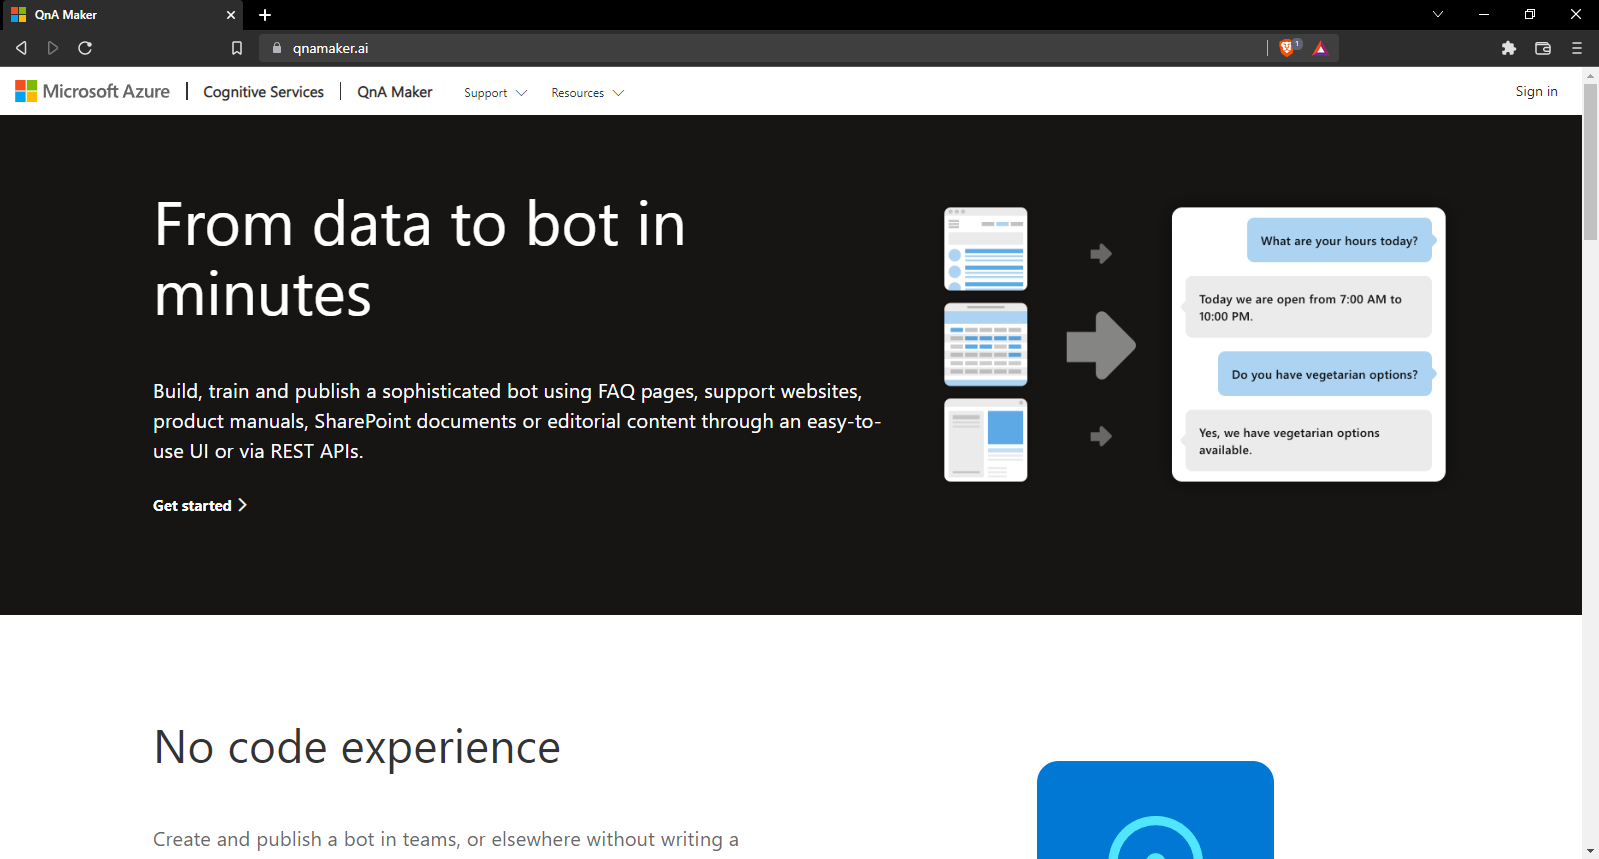 QnA Maker
qnamaker.ai
1
Microsoft Azure
Cognitive Services
QnA Maker
Support
Resources
Sign in
From data to bot in
minutes
Build, train and publish a sophisticated bot using FAQ pages, support websites,
product manuals, SharePoint documents or editorial content through an easy-to-
use UI or via REST APIs.
Get started
What are your hours today?
Today we are open from 7:00 AM to
10:00 PM.
Do you have vegetarian options?
Yes, we have vegetarian options
available.
No code experience
Create and publish a bot in teams, or elsewhere without writing a